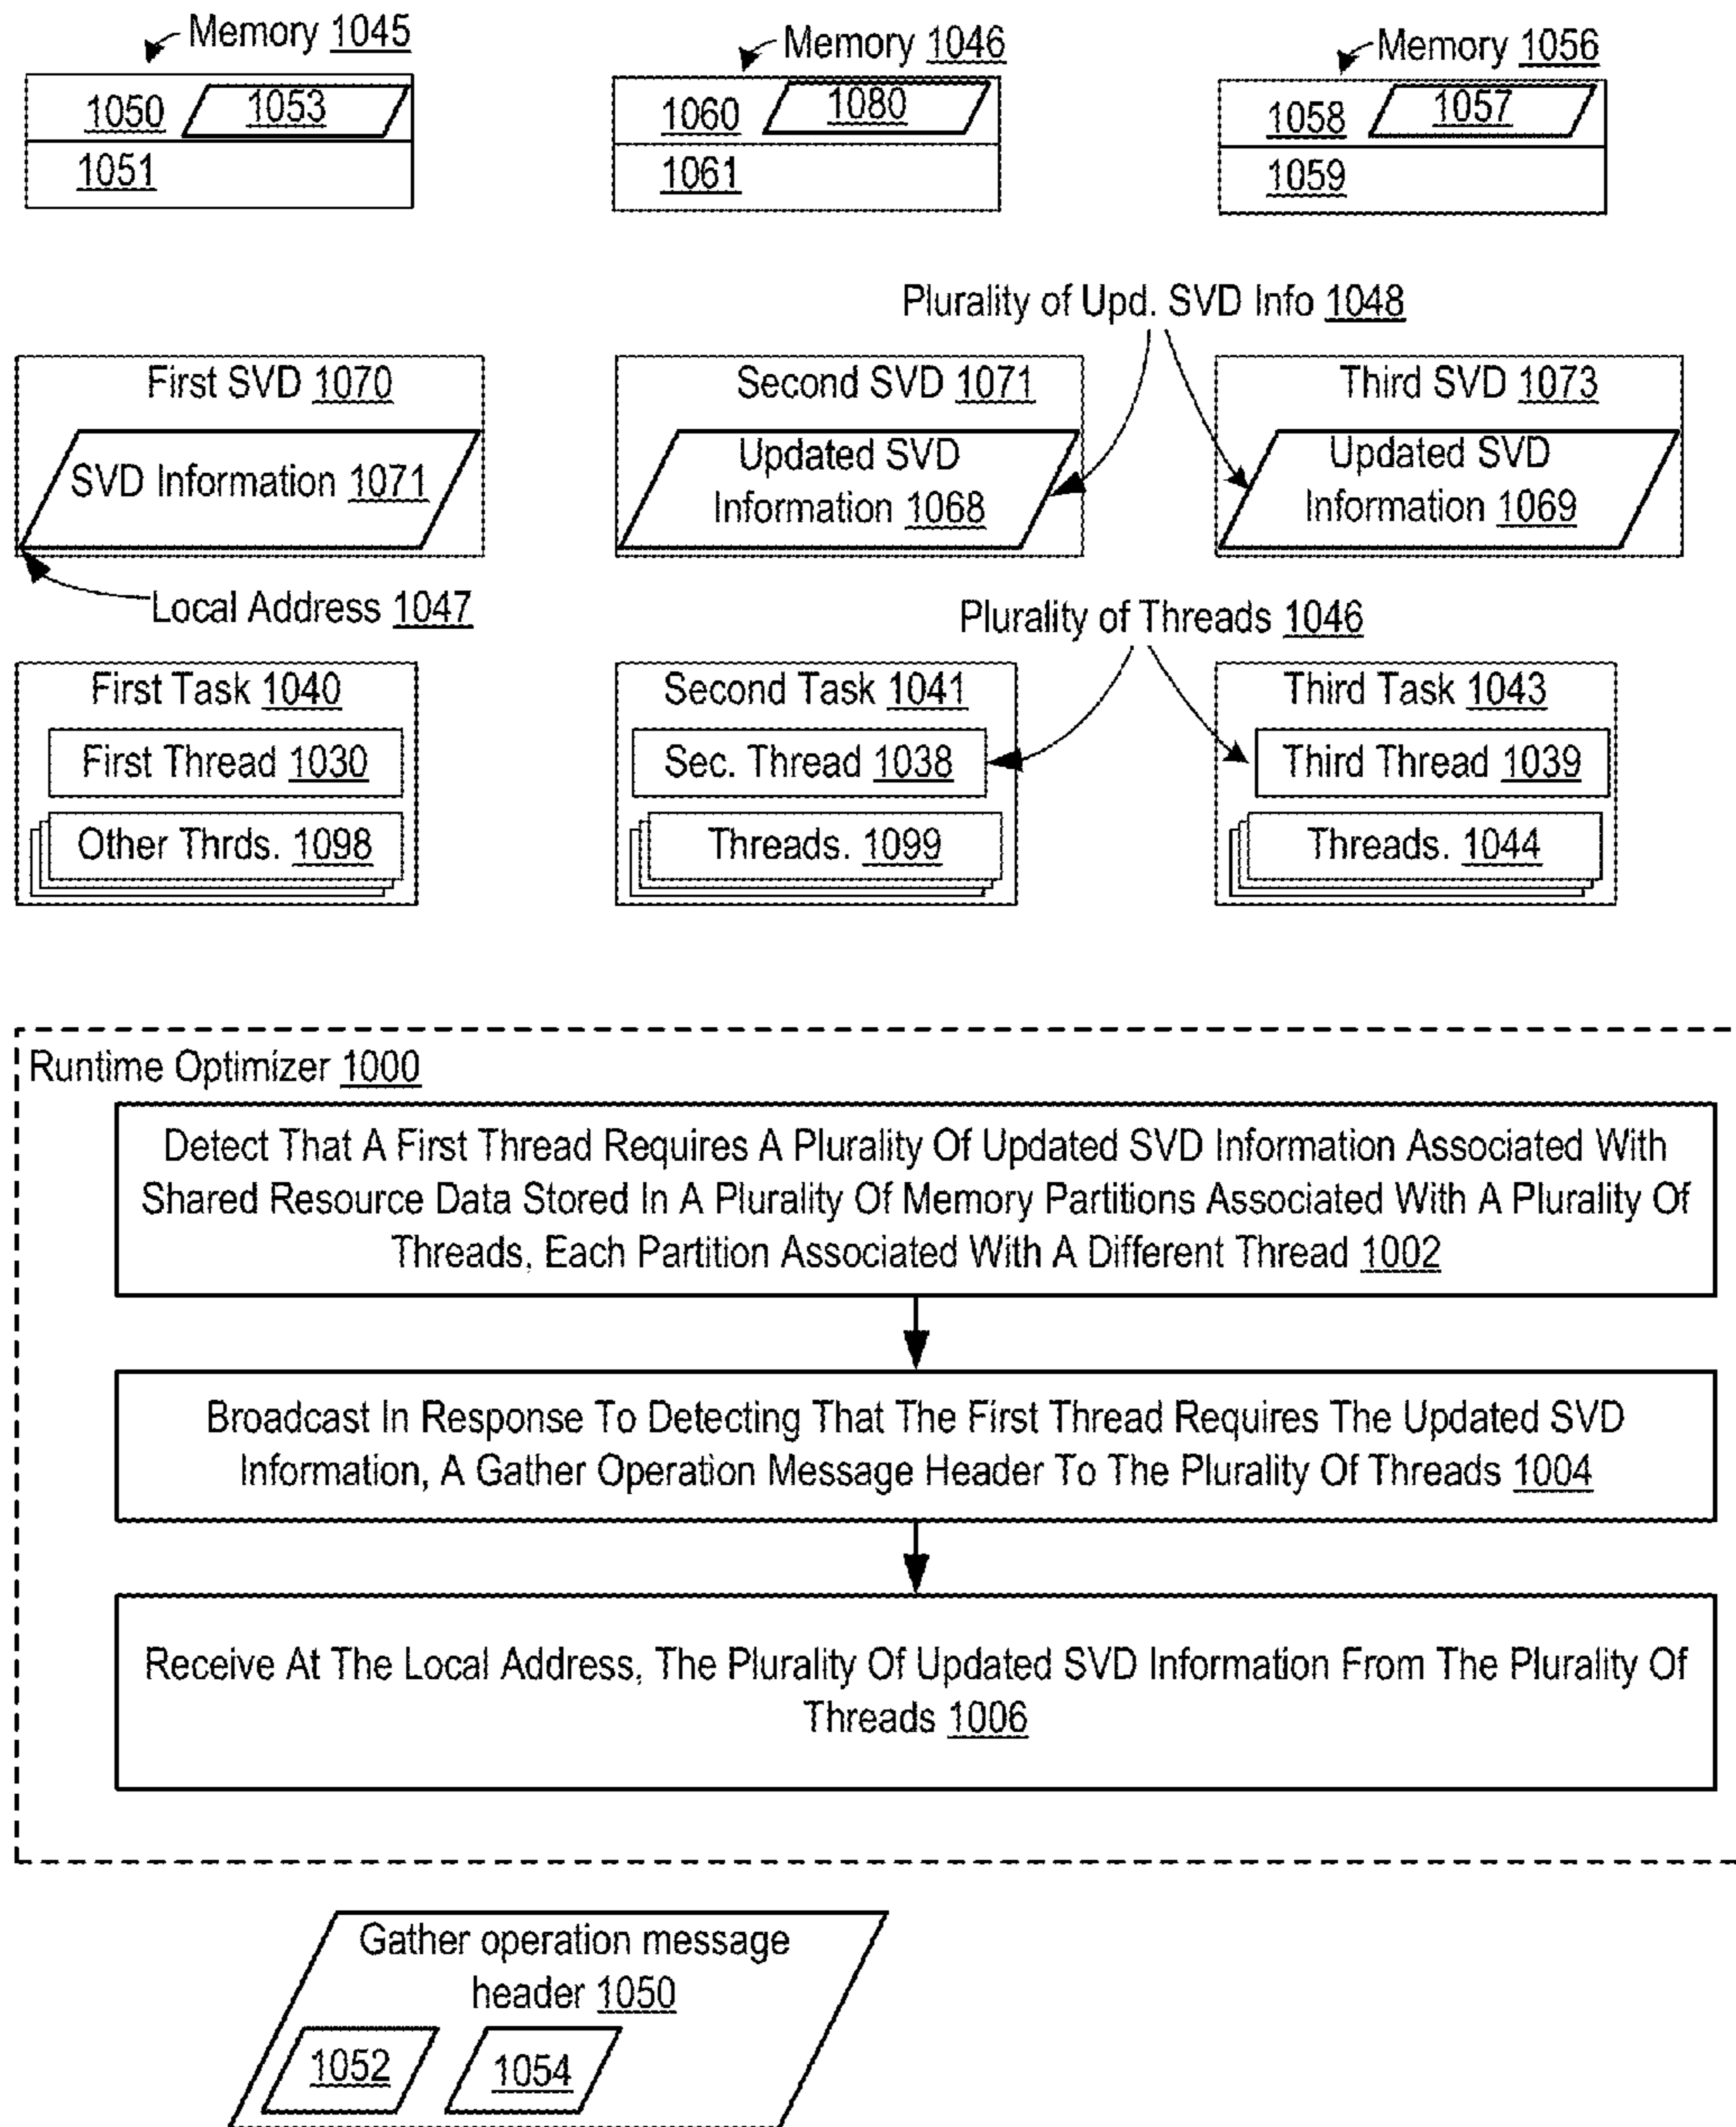 Memory 1045
1050
1053
1051
Memory 1046
1060
1080
1061
Memory 1056
1058
1057
1059
Plurality of Upd. SVD Info 1048
First SVD 1070
SVD Information 1071
Second SVD 1071
Updated SVD
Information 1068
Third SVD 1073
Updated SVD
Information 1069
Local Address 1047
Plurality of Threads 1046
First Task 1040
First Thread 1030
Other Thrds. 1098
Second Task 1041
Sec. Thread 1038
Threads. 1099
Third Task 1043
Third Thread 1039
Threads. 1044
Runtime Optimizer 1000
Detect That A First Thread Requires A Plurality Of Updated SVD Information Associated With
Shared Resource Data Stored In A Plurality Of Memory Partitions Associated With A Plurality Of
Threads, Each Partition Associated With A Different Thread 1002
Broadcast In Response To Detecting That The First Thread Requires The Updated SVD
Information, A Gather Operation Message Header To The Plurality Of Threads 1004
Receive At The Local Address, The Plurality Of Updated SVD Information From The Plurality Of
Threads 1006
Gather operation message
header 1050
1052
1054